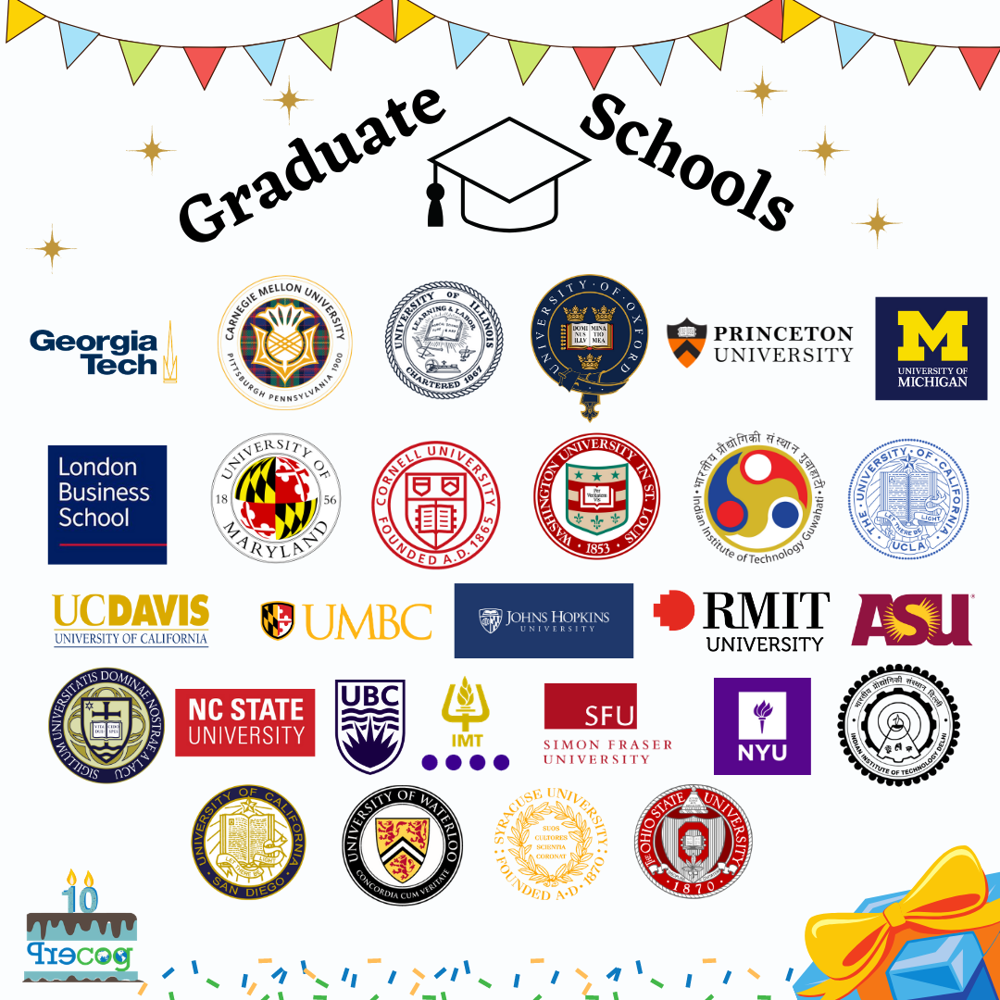 Graduate Schools
Georgia
Tech
CARNEGIE MELLON UNIVERSITY
PITTSBURGH PENNSYLVANIA 1900
UNIVERSITY OF ILLINOIS
LEARNING & LABOR
CHARTERED 1867
UNIVERSITY · OF · OXFORD
DOMI MINA
NUS TIO
ILLV MEA
PRINCETON
UNIVERSITY
M
UNIVERSITY OF
MICHIGAN
London
Business
School
UNIVERSITY OF
18 56
MARYLAND
CORNELL UNIVERSITY
FOUNDED A.D. 1865
WASHINGTON UNIVERSITY IN ST. LOUIS
Per
Veritatem
Vis
· 1853 ·
भारतीय प्रौद्योगिकी संस्थान गुवाहाटी
Indian Institute of Technology Guwahati
· THE · UNIVERSITY · OF · CALIFORNIA ·
LET THERE BE LIGHT
UCLA
UCDAVIS
UNIVERSITY OF CALIFORNIA
UMBC
JOHNS HOPKINS
UNIVERSITY
RMIT
UNIVERSITY
ASU®
SIGILLUM UNIVERSITATIS DOMINAE NOSTRAE A LACU
VITA CEDO
DUL SPES
NC STATE
UNIVERSITY
UBC
IMT
SFU
SIMON FRASER
UNIVERSITY
NYU
भारतीय प्रौद्योगिकी संस्थान दिल्ली
INDIAN INSTITUTE OF TECHNOLOGY DELHI
UNIVERSITY OF CALIFORNIA
LET THERE BE LIGHT
· SAN DIEGO ·
UNIVERSITY OF WATERLOO
CONCORDIA CUM VERITATE
SYRACUSE UNIVERSITY
SUOS
CULTORES
SCIENTIA
CORONAT
· FOUNDED A·D· 1870 ·
The OHIO STATE UNIVERSITY
· 1870 ·
10
Precog